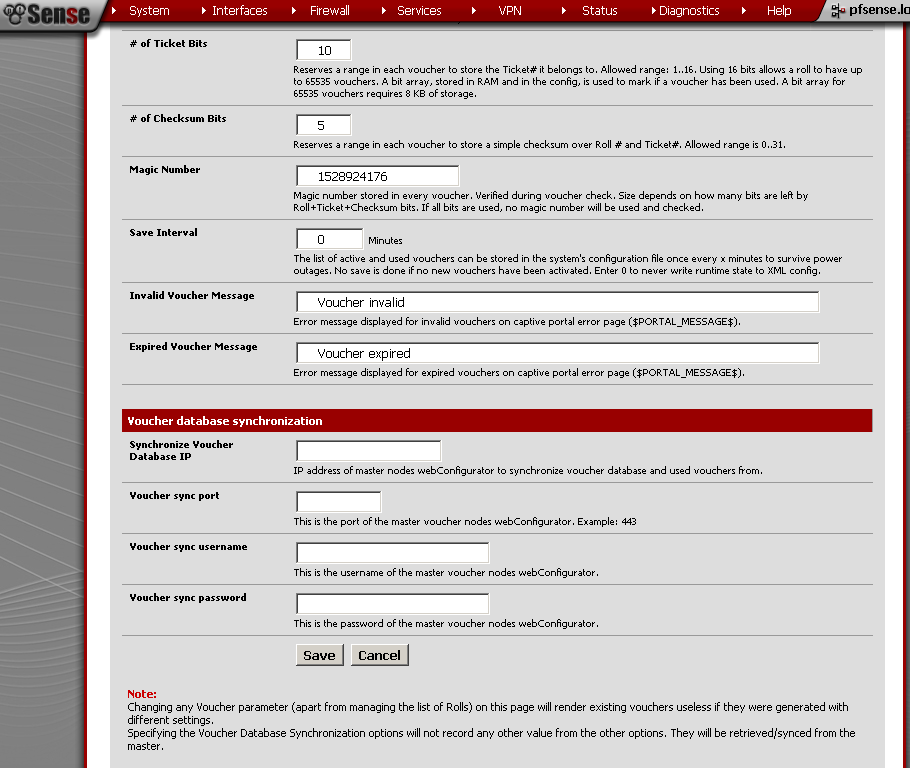 Sense System Interfaces Firewall Services VPN Status Diagnostics Help pfsense.lo
# of Ticket Bits
10
Reserves a range in each voucher to store the Ticket# it belongs to. Allowed range: 1..16. Using 16 bits allows a roll to have up
to 65535 vouchers. A bit array, stored in RAM and in the config, is used to mark if a voucher has been used. A bit array for
65535 vouchers requires 8 KB of storage.
# of Checksum Bits
5
Reserves a range in each voucher to store a simple checksum over Roll # and Ticket#. Allowed range is 0..31.
Magic Number
1528924176
Magic number stored in every voucher. Verified during voucher check. Size depends on how many bits are left by
Roll+Ticket+Checksum bits. If all bits are used, no magic number will be used and checked.
Save Interval
0 Minutes
The list of active and used vouchers can be stored in the system's configuration file once every x minutes to survive power
outages. No save is done if no new vouchers have been activated. Enter 0 to never write runtime state to XML config.
Invalid Voucher Message
Voucher invalid
Error message displayed for invalid vouchers on captive portal error page ($PORTAL_MESSAGE$).
Expired Voucher Message
Voucher expired
Error message displayed for expired vouchers on captive portal error page ($PORTAL_MESSAGE$).
Voucher database synchronization
Synchronize Voucher
Database IP
IP address of master nodes webConfigurator to synchronize voucher database and used vouchers from.
Voucher sync port
This is the port of the master voucher nodes webConfigurator. Example: 443
Voucher sync username
This is the username of the master voucher nodes webConfigurator.
Voucher sync password
This is the password of the master voucher nodes webConfigurator.
Save Cancel
Note:
Changing any Voucher parameter (apart from managing the list of Rolls) on this page will render existing vouchers useless if they were generated with
different settings.
Specifying the Voucher Database Synchronization options will not record any other value from the other options. They will be retrieved/synced from the
master.